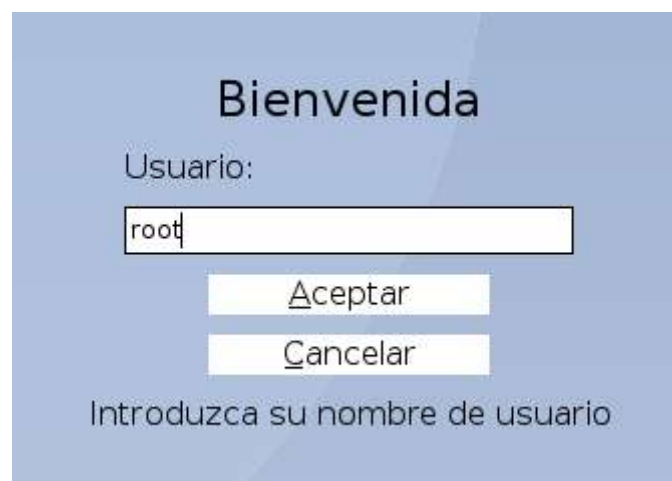 Bienvenida
Usuario:
root
Aceptar
Cancelar
Introduzca su nombre de usuario